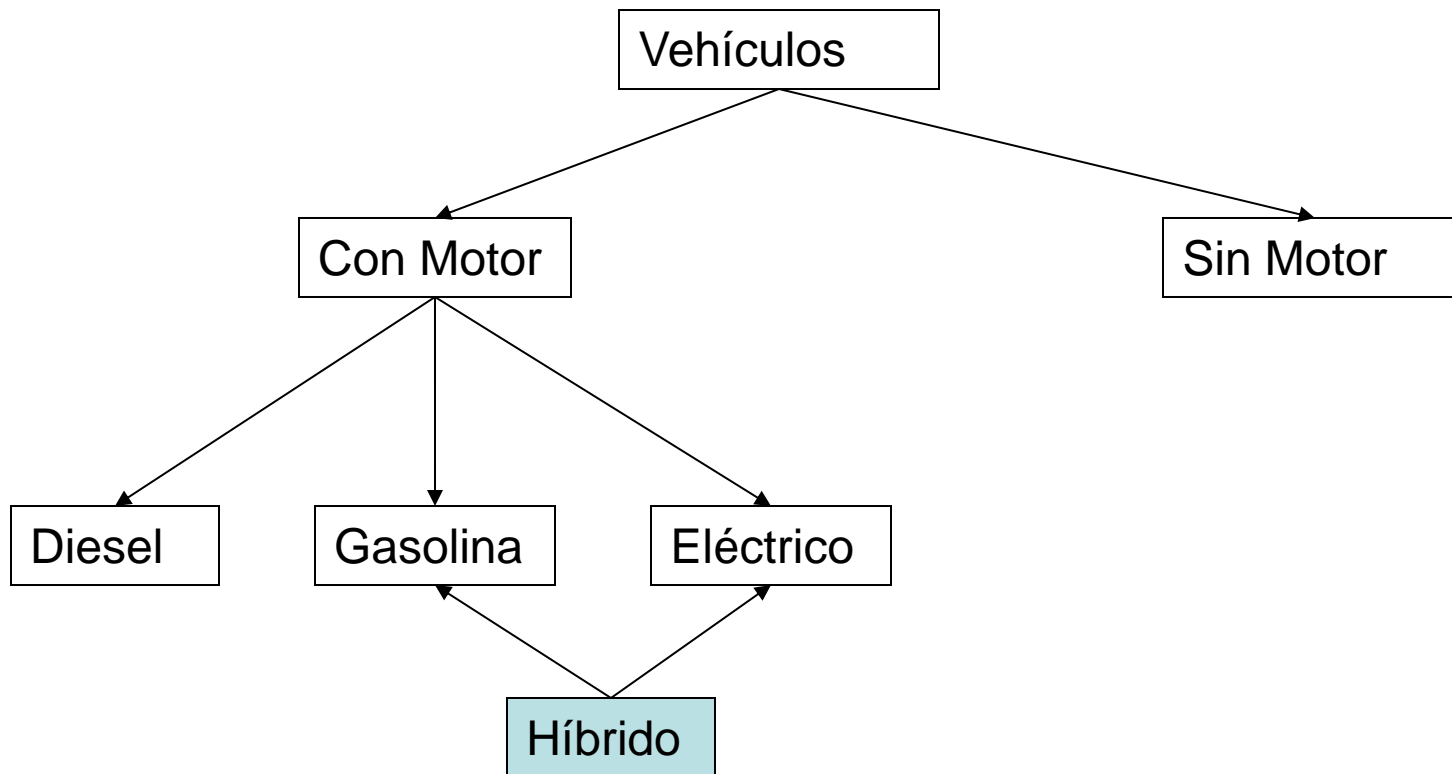 Vehículos
Con Motor
Sin Motor
Diesel
Gasolina
Eléctrico
Híbrido